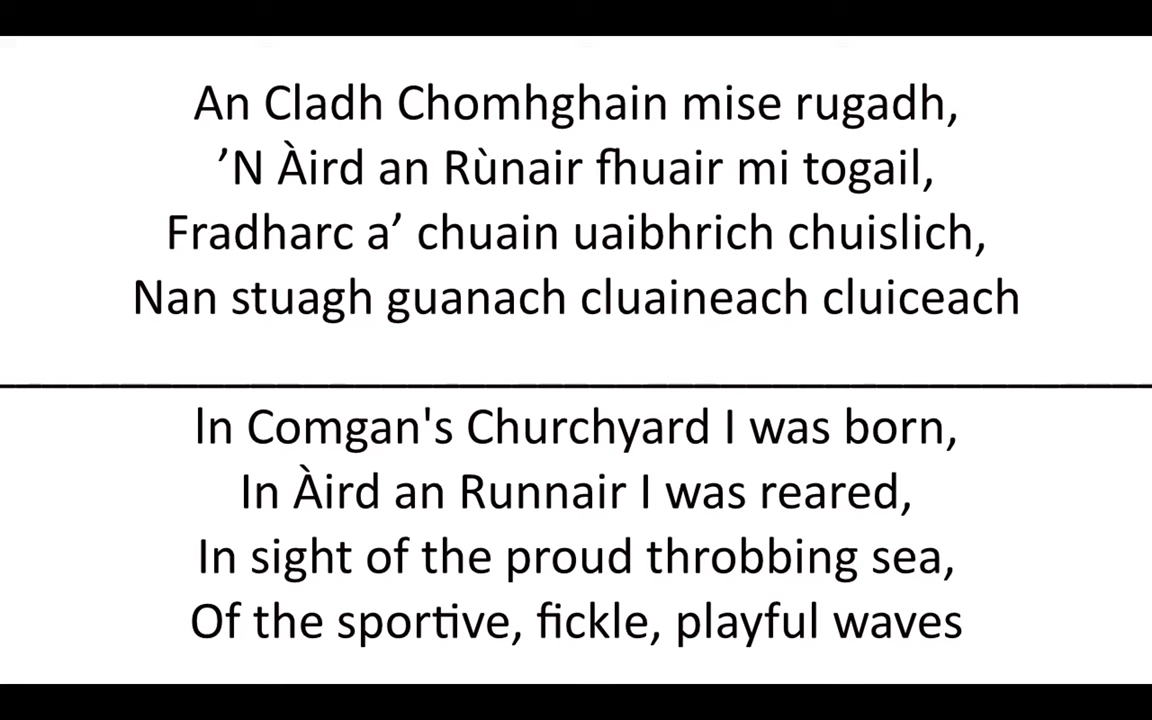 An Cladh Chomhghain mise rugadh,
’N Àird an Rùnair fhuair mi togail,
Fradharc a’ chuain uaibhrich chuislich,
Nan stuagh guanach cluaineach cluiceach
In Comgan's Churchyard I was born,
In Àird an Runnair I was reared,
In sight of the proud throbbing sea,
Of the sportive, fickle, playful waves